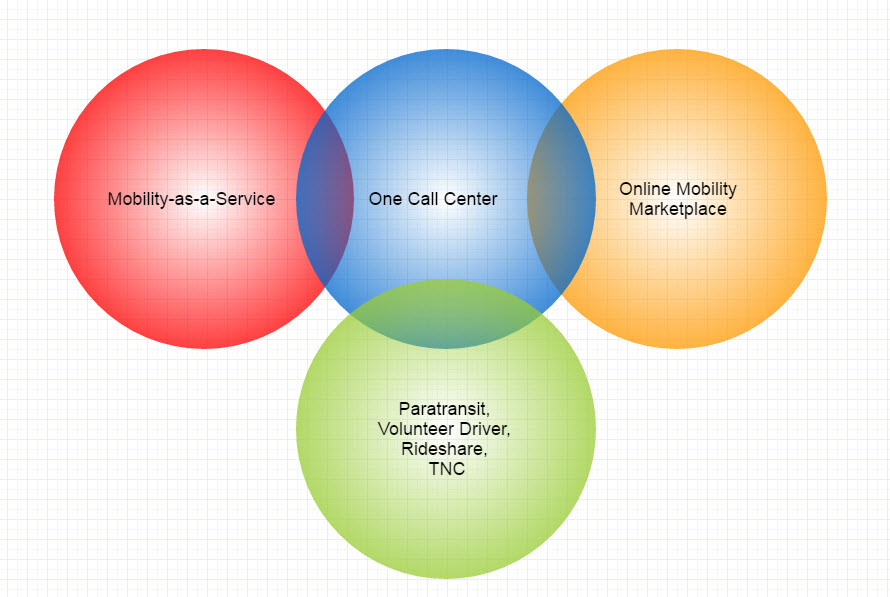 Mobility-as-a-Service
One Call Center
Online Mobility
Marketplace
Paratransit,
Volunteer Driver,
Rideshare,
TNC